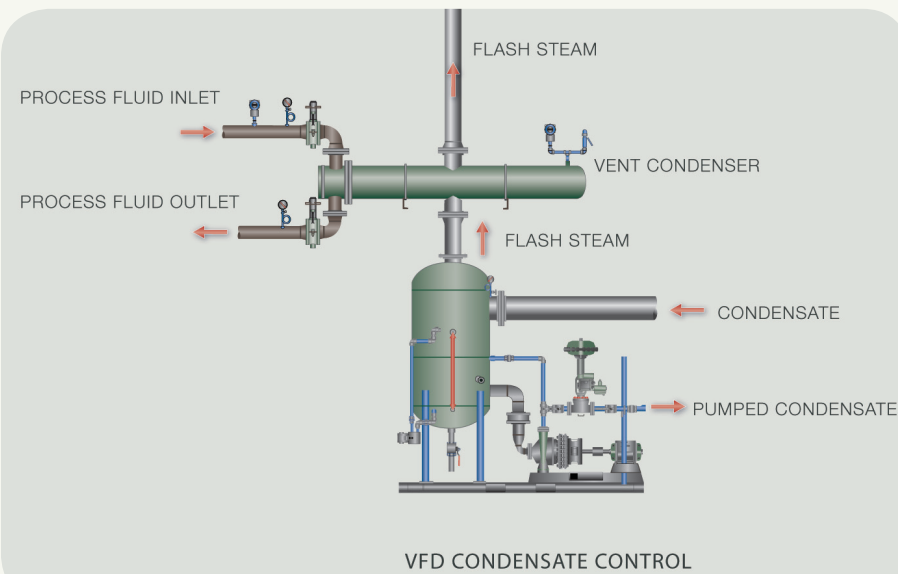 FLASH STEAM
PROCESS FLUID INLET
VENT CONDENSER
PROCESS FLUID OUTLET
FLASH STEAM
CONDENSATE
PUMPED CONDENSATE
VFD CONDENSATE CONTROL